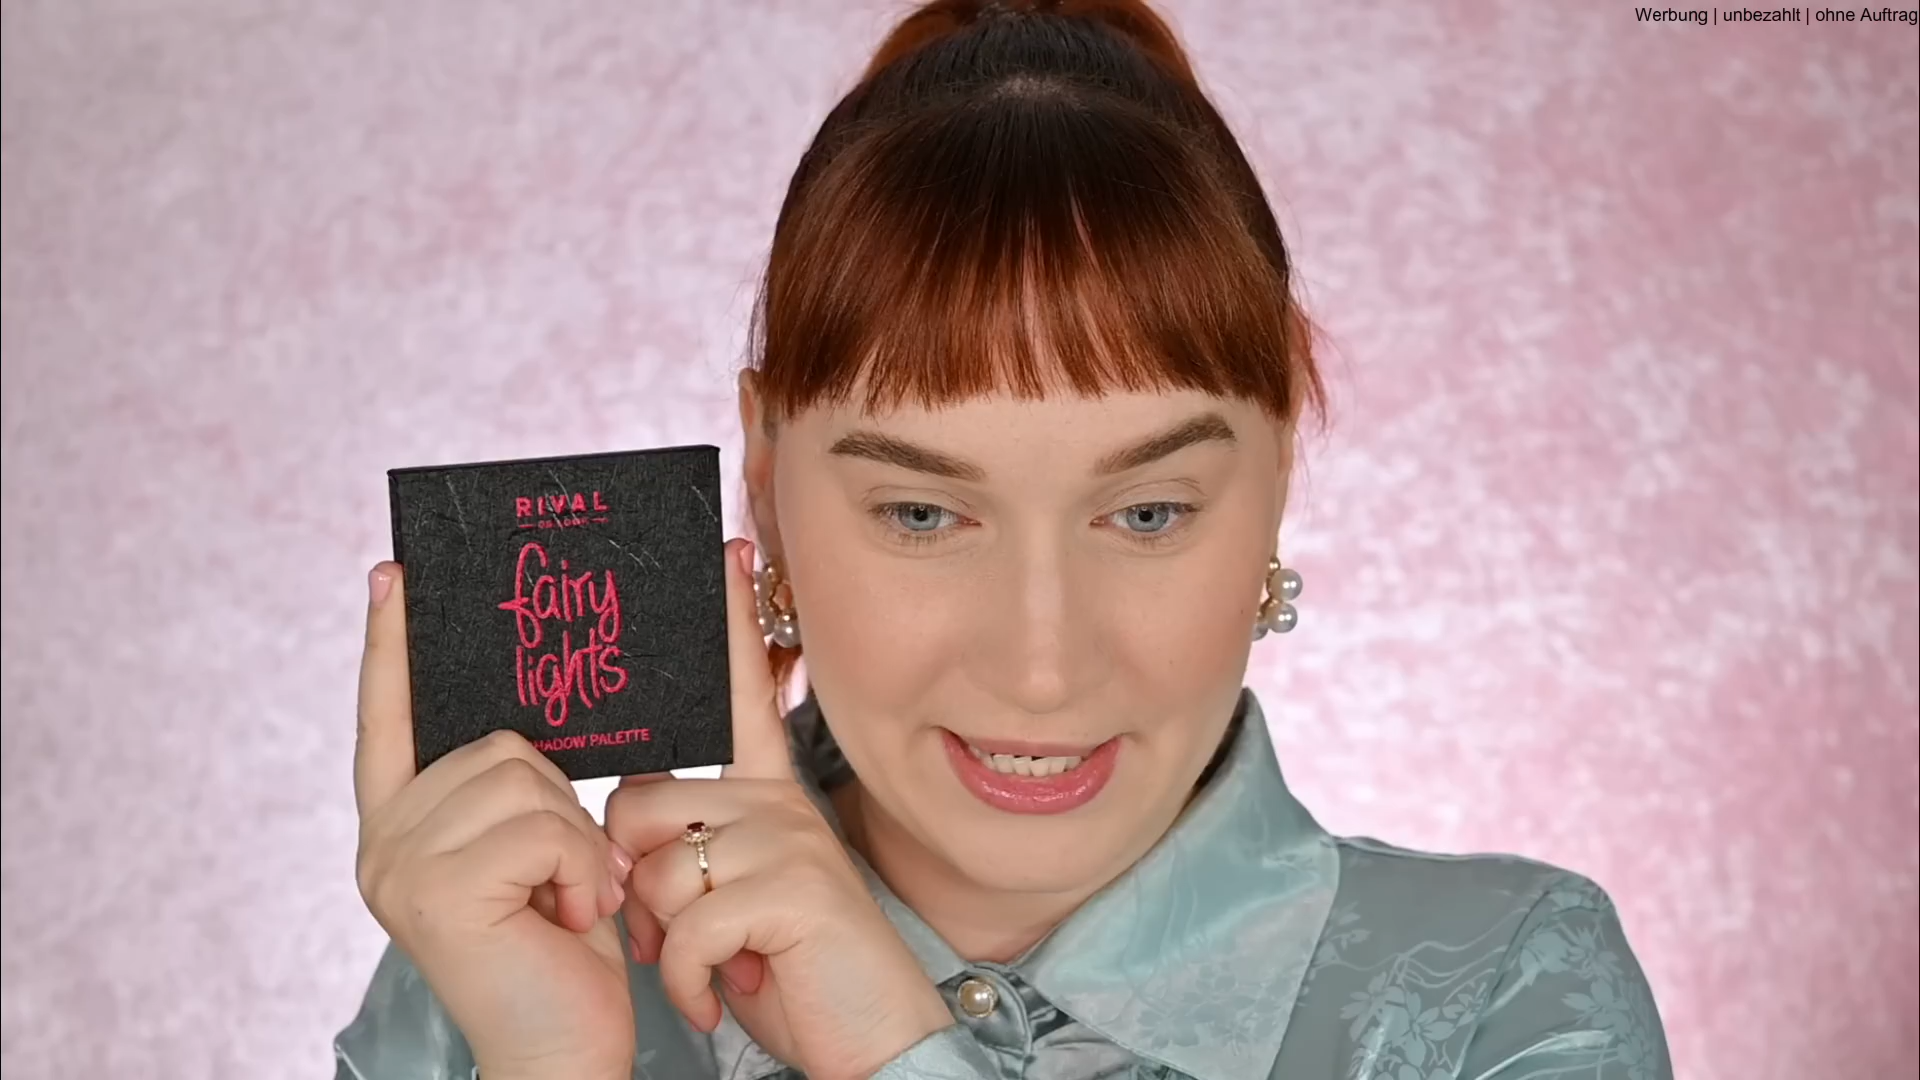 Werbung | unbezahlt | ohne Auftrag
RIVAL
fairy
lights
HADOW PALETTE